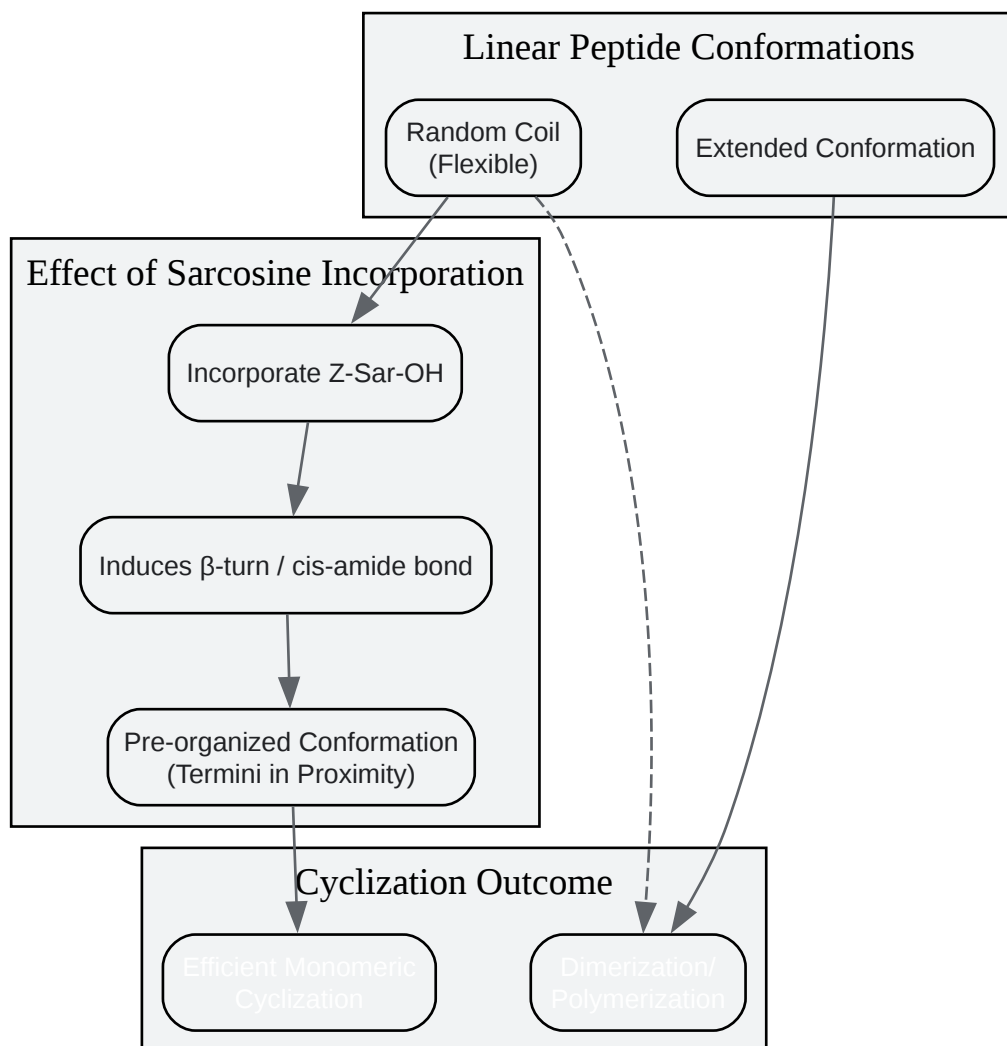 Linear Peptide Conformations
Random Coil
(Flexible)
Extended Conformation
Effect of Sarcosine Incorporation
Incorporate Z-Sar-OH
Induces β-turn / cis-amide bond
Pre-organized Conformation
(Termini in Proximity)
Cyclization Outcome
Efficient Monomeric
Cyclization
Dimerization/
Polymerization